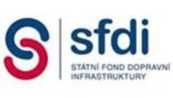 sfdi
STÁTNÍ FOND DOPRAVNÍ
INFRASTRUKTURY